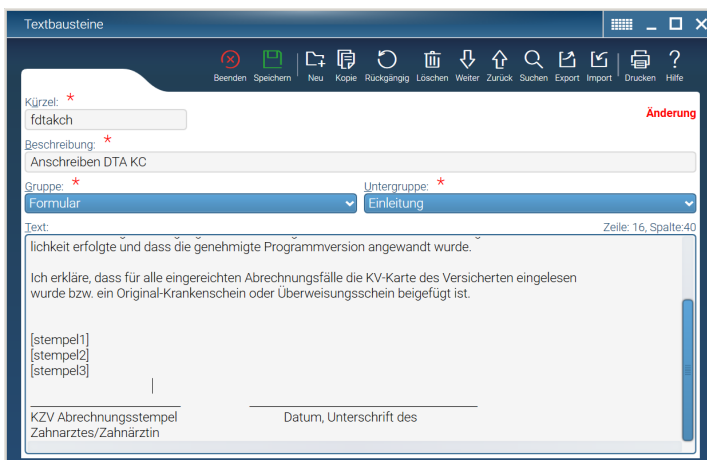 Textbausteine
Beenden Speichern Neu Kopie Rückgängig Löschen Weiter Zurück Suchen Export Import Drucken Hilfe
Kürzel: *
Änderung
fdtakch
Beschreibung: *
Anschreiben DTA KC
Gruppe: * Untergruppe: *
Formular Einleitung
Text: Zeile: 16, Spalte:40
lichkeit erfolgte und dass die genehmigte Programmversion angewandt wurde.
Ich erkläre, dass für alle eingereichten Abrechnungsfälle die KV-Karte des Versicherten eingelesen
wurde bzw. ein Original-Krankenschein oder Überweisungsschein beigefügt ist.
[stempel1]
[stempel2]
[stempel3]
KZV Abrechnungsstempel Datum, Unterschrift des
Zahnarztes/Zahnärztin